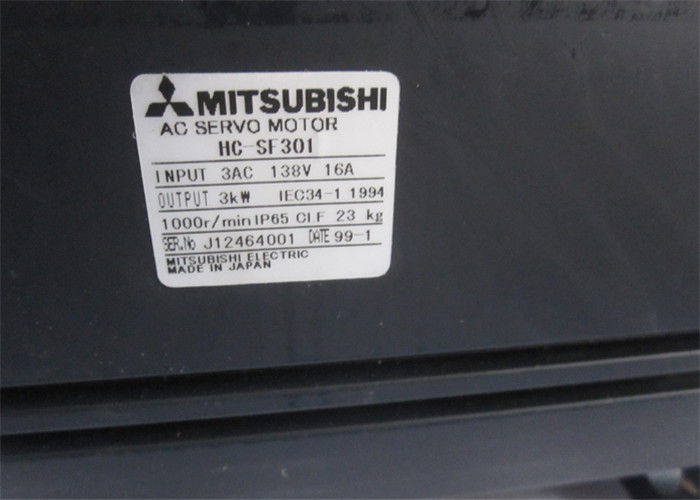 MITSUBISHI
AC SERVO MOTOR
HC-SF301
INPUT 3AC 138V 16A
OUTPUT 3kW IEC34-1 1994
1000r/min IP65 Cl F 23 kg
SER.No J12464001 DATE 99-1
MITSUBISHI ELECTRIC
MADE IN JAPAN